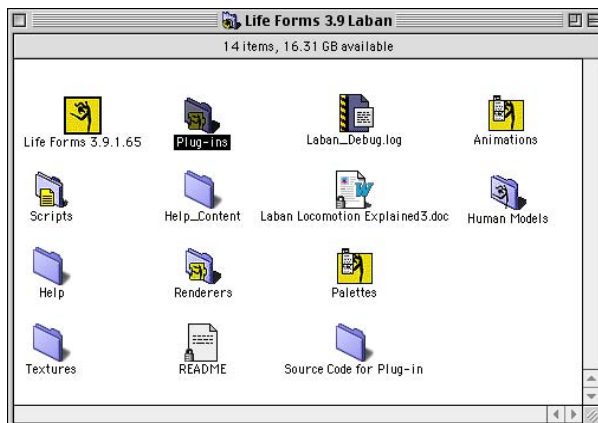 Life Forms 3.9 Laban
14 items, 16.31 GB available
Life Forms 3.9.1.65
Plug-ins
Laban_Debug.log
Animations
Scripts
Help_Content
Laban Locomotion Explained3.doc
Human Models
Help
Renderers
Palettes
Textures
README
Source Code for Plug-in